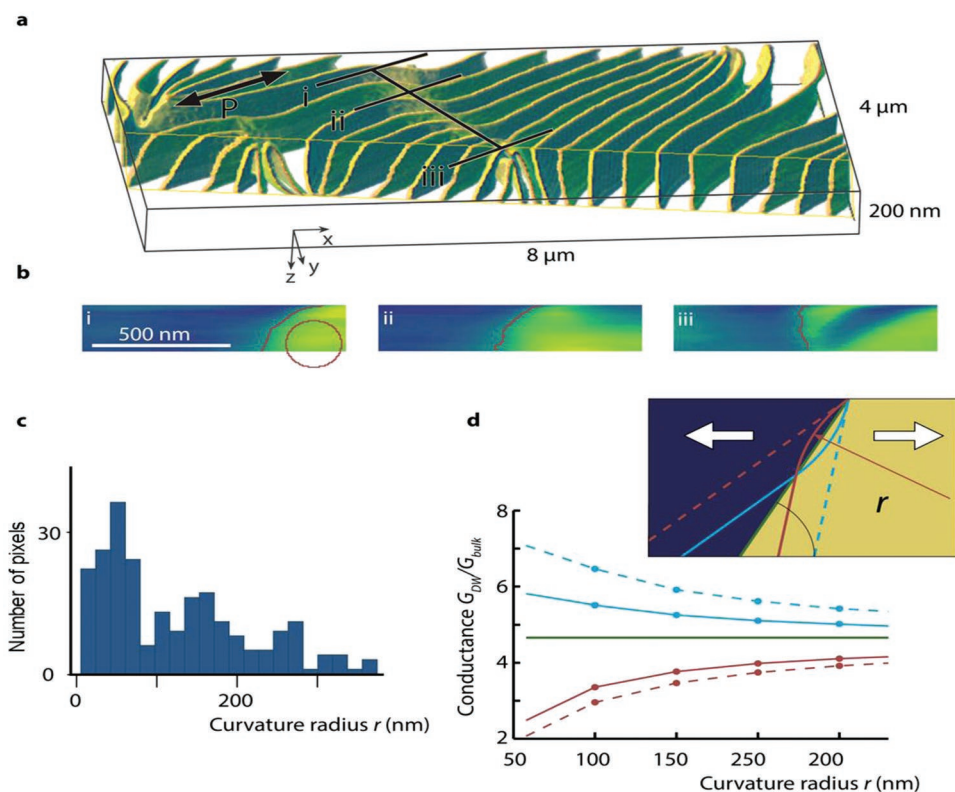 a
P
i
ii
iii
4 µm
200 nm
8 µm
x
z
y
b
i
500 nm
ii
iii
c
Number of pixels
30
0
0
200
Curvature radius r (nm)
d
r
Conductance G_DW/G_bulk
8
6
4
2
50
100
150
250
200
Curvature radius r (nm)